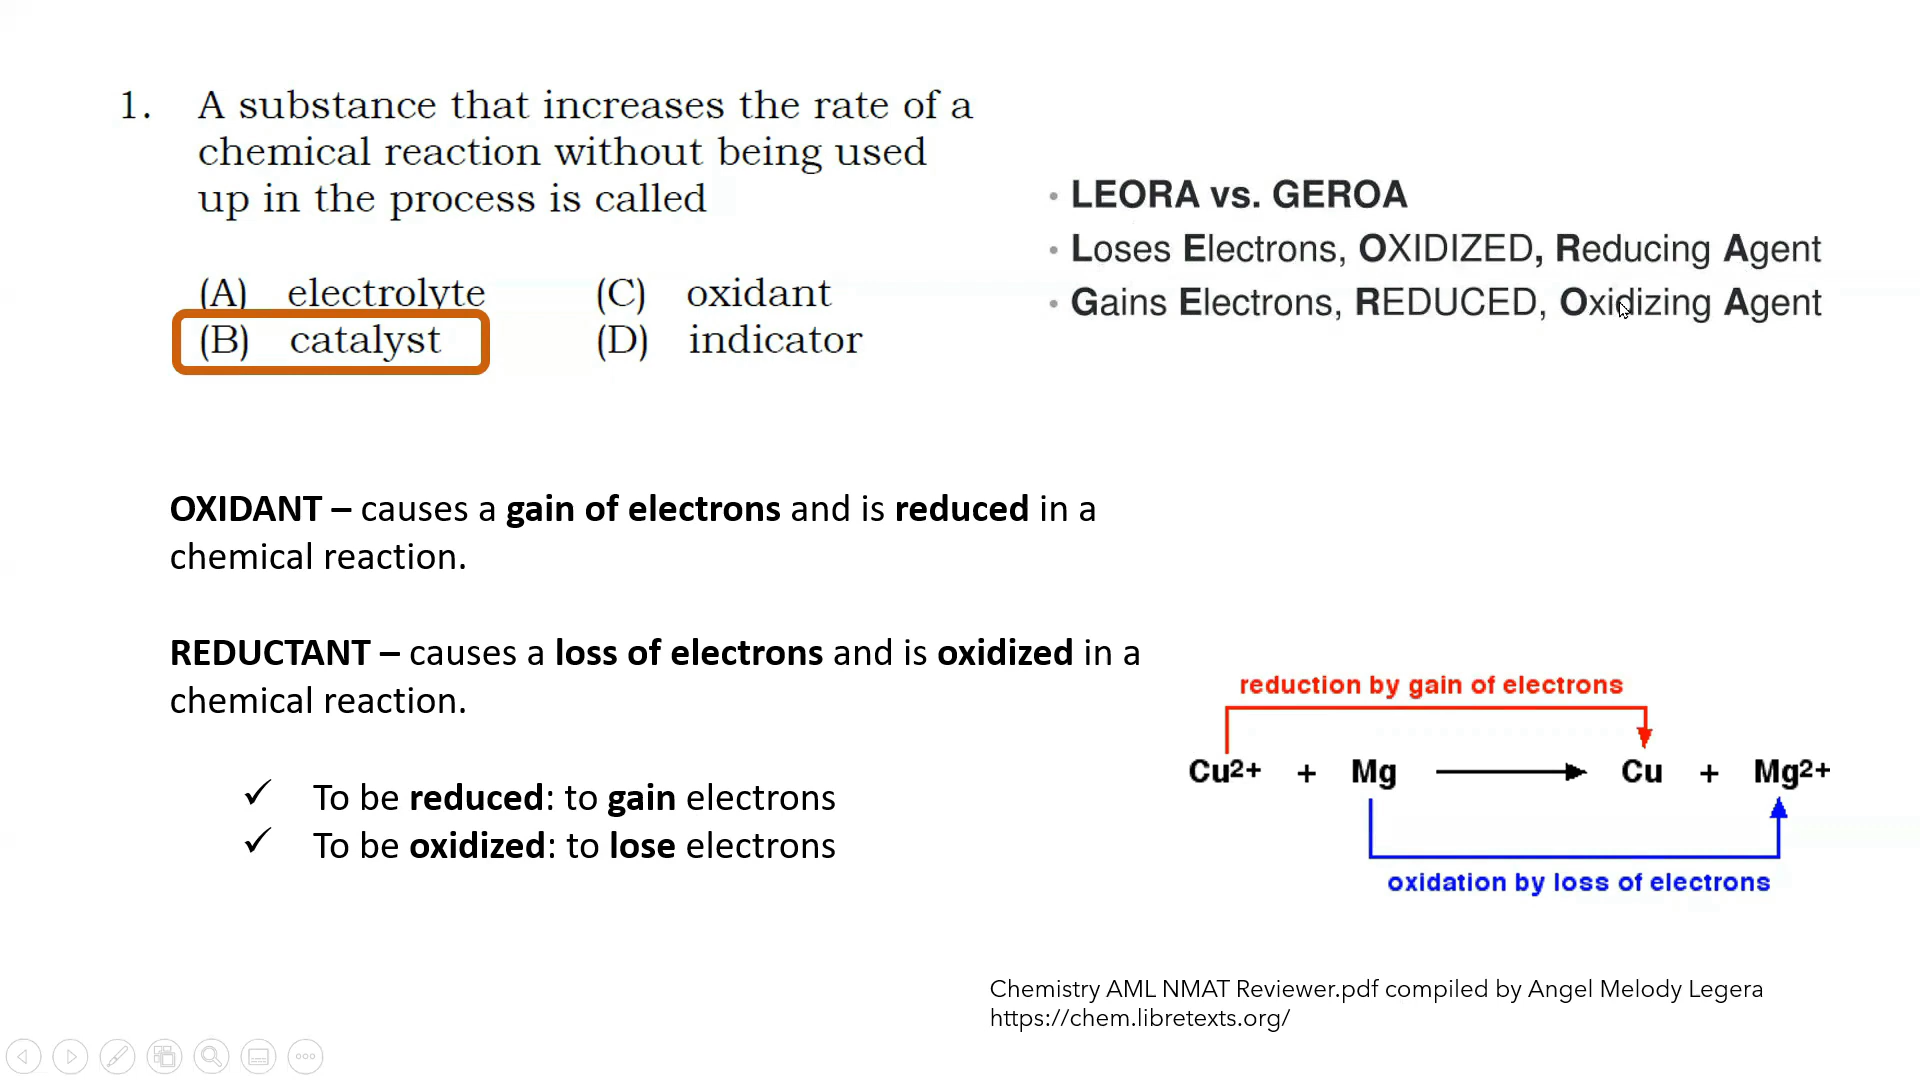 1. A substance that increases the rate of a
chemical reaction without being used
up in the process is called
(A) electrolyte (C) oxidant
(B) catalyst (D) indicator
• LEORA vs. GEROA
• Loses Electrons, OXIDIZED, Reducing Agent
• Gains Electrons, REDUCED, Oxidizing Agent
OXIDANT – causes a gain of electrons and is reduced in a
chemical reaction.
REDUCTANT – causes a loss of electrons and is oxidized in a
chemical reaction.
✓ To be reduced: to gain electrons
✓ To be oxidized: to lose electrons
reduction by gain of electrons
Cu2+ + Mg → Cu + Mg2+
oxidation by loss of electrons
Chemistry AML NMAT Reviewer.pdf compiled by Angel Melody Legera
https://chem.libretexts.org/